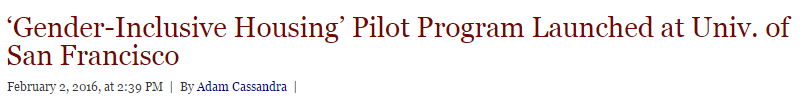 ‘Gender-Inclusive Housing’ Pilot Program Launched at Univ. of
San Francisco
February 2, 2016, at 2:39 PM | By Adam Cassandra |